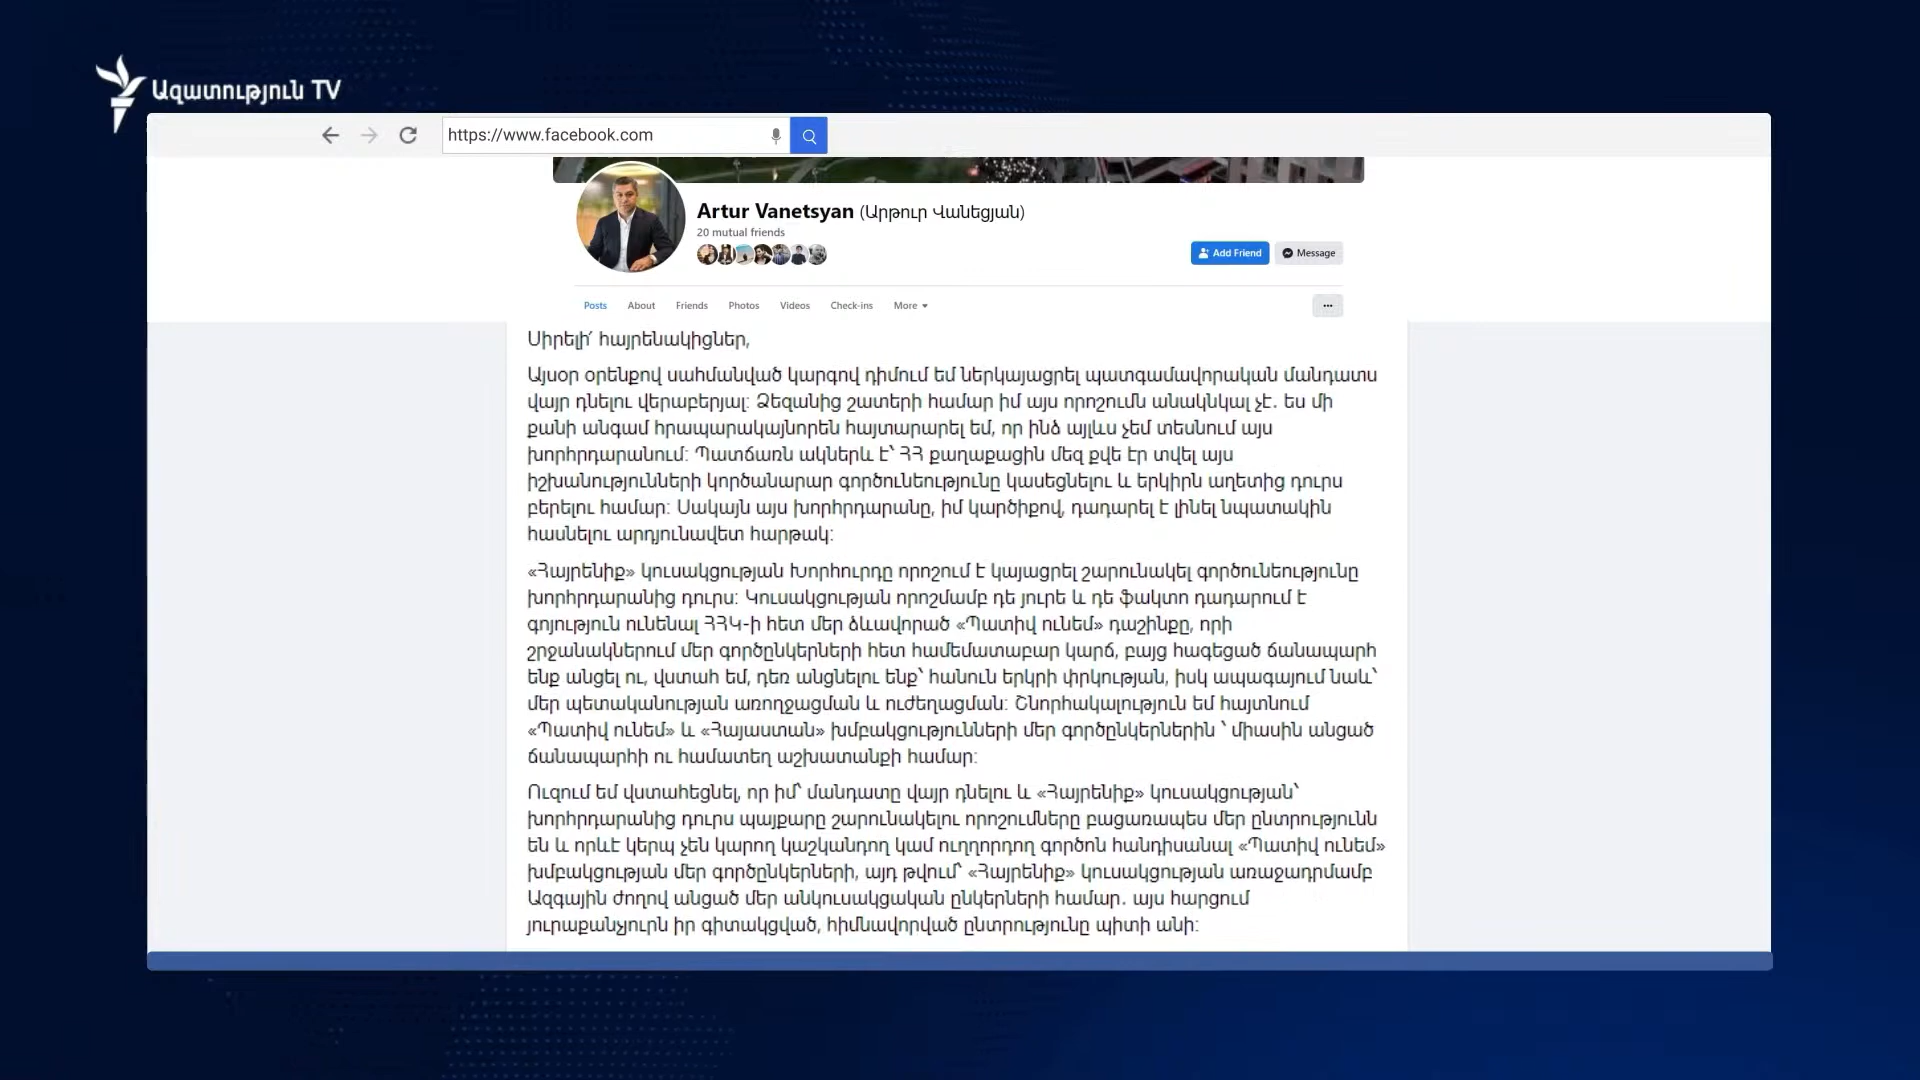 Ազատություն TV
https://www.facebook.com
Artur Vanetsyan (Արթուր Վանեցյան)
20 mutual friends
Add Friend
Message
Posts About Friends Photos Videos Check-ins More
Սիրելի՛ հայրենակիցներ,
Այսօր օրենքով սահմանված կարգով դիմում եմ ներկայացրել պատգամավորական մանդատս
վայր դնելու վերաբերյալ։ Ձեզանից շատերի համար իմ այս որոշումն անակնկալ չէ. ես մի
քանի անգամ հրապարակայնորեն հայտարարել եմ, որ ինձ այլևս չեմ տեսնում այս
խորհրդարանում։ Պատճառն ակներև է՝ ՀՀ քաղաքացին մեզ քվե էր տվել այս
իշխանությունների կործանարար գործունեությունը կասեցնելու և երկիրն աղետից դուրս
բերելու համար։ Սակայն այս խորհրդարանը, իմ կարծիքով, դադարել է լինել նպատակին
հասնելու արդյունավետ հարթակ։
«Հայրենիք» կուսակցության Խորհուրդը որոշում է կայացրել շարունակել գործունեությունը
խորհրդարանից դուրս։ Կուսակցության որոշմամբ դե յուրե և դե ֆակտո դադարում է
գոյություն ունենալ ՀՀԿ-ի հետ մեր ձևավորած «Պատիվ ունեմ» դաշինքը, որի
շրջանակներում մեր գործընկերների հետ համեմատաբար կարճ, բայց հագեցած ճանապարհ
ենք անցել ու, վստահ եմ, դեռ անցնելու ենք՝ հանուն երկրի փրկության, իսկ ապագայում նաև՝
մեր պետականության առողջացման և ուժեղացման։ Շնորհակալություն եմ հայտնում
«Պատիվ ունեմ» և «Հայաստան» խմբակցությունների մեր գործընկերներին ՝ միասին անցած
ճանապարհի ու համատեղ աշխատանքի համար։
Ուզում եմ վստահեցնել, որ իմ՝ մանդատը վայր դնելու և «Հայրենիք» կուսակցության՝
խորհրդարանից դուրս պայքարը շարունակելու որոշումները բացառապես մեր ընտրությունն
են և որևէ կերպ չեն կարող կաշկանդող կամ ուղղորդող գործոն հանդիսանալ «Պատիվ ունեմ»
խմբակցության մեր գործընկերների, այդ թվում՝ «Հայրենիք» կուսակցության առաջադրմամբ
Ազգային ժողով անցած մեր անկուսակցական ընկերների համար. այս հարցում
յուրաքանչյուրն իր գիտակցված, հիմնավորված ընտրությունը պիտի անի։